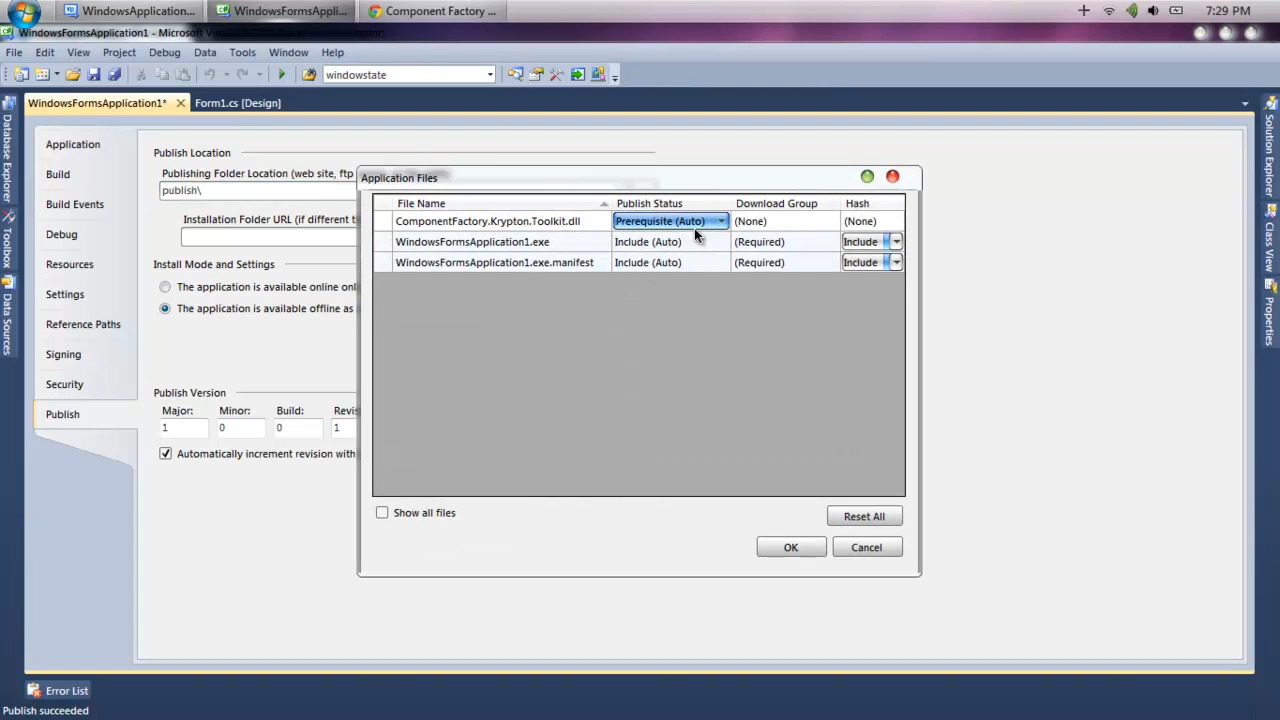 WindowsApplication...
WindowsFormsAppli...
Component Factory ...
7:29 PM
WindowsFormsApplication1 - Microsoft
File Edit View Project Debug Data Tools Window Help
windowstate
WindowsFormsApplication1*
Form1.cs [Design]
Database Explorer
Toolbox
Data Sources
Solution Explorer
Class View
Properties
Application
Build
Build Events
Debug
Resources
Services
Settings
Reference Paths
Signing
Security
Publish
Publish Location
Publishing Folder Location (web site, ftp
publish\
Installation Folder URL (if different t
Install Mode and Settings
The application is available online onl
The application is available offline as
Publish Version
Major: Minor: Build: Revis
1 0 0 1
Automatically increment revision with
Application Files
File Name Publish Status Download Group Hash
ComponentFactory.Krypton.Toolkit.dll Prerequisite (Auto) (None) (None)
WindowsFormsApplication1.exe Include (Auto) (Required) Include
WindowsFormsApplication1.exe.manifest Include (Auto) (Required) Include
Show all files
Reset All
OK Cancel
Error List
Publish succeeded